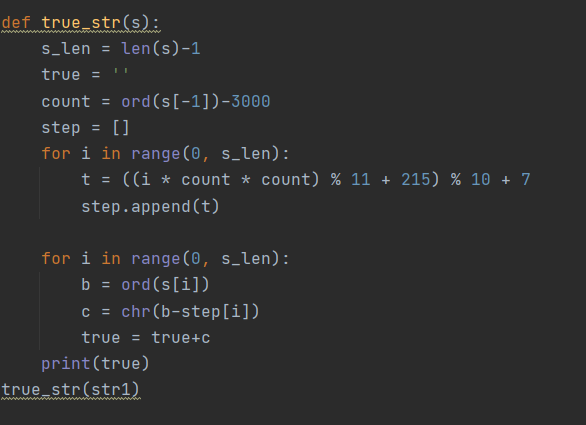 def true_str(s):
    s_len = len(s)-1
    true = ''
    count = ord(s[-1])-3000
    step = []
    for i in range(0, s_len):
        t = ((i * count * count) % 11 + 215) % 10 + 7
        step.append(t)

    for i in range(0, s_len):
        b = ord(s[i])
        c = chr(b-step[i])
        true = true+c
    print(true)
true_str(str1)